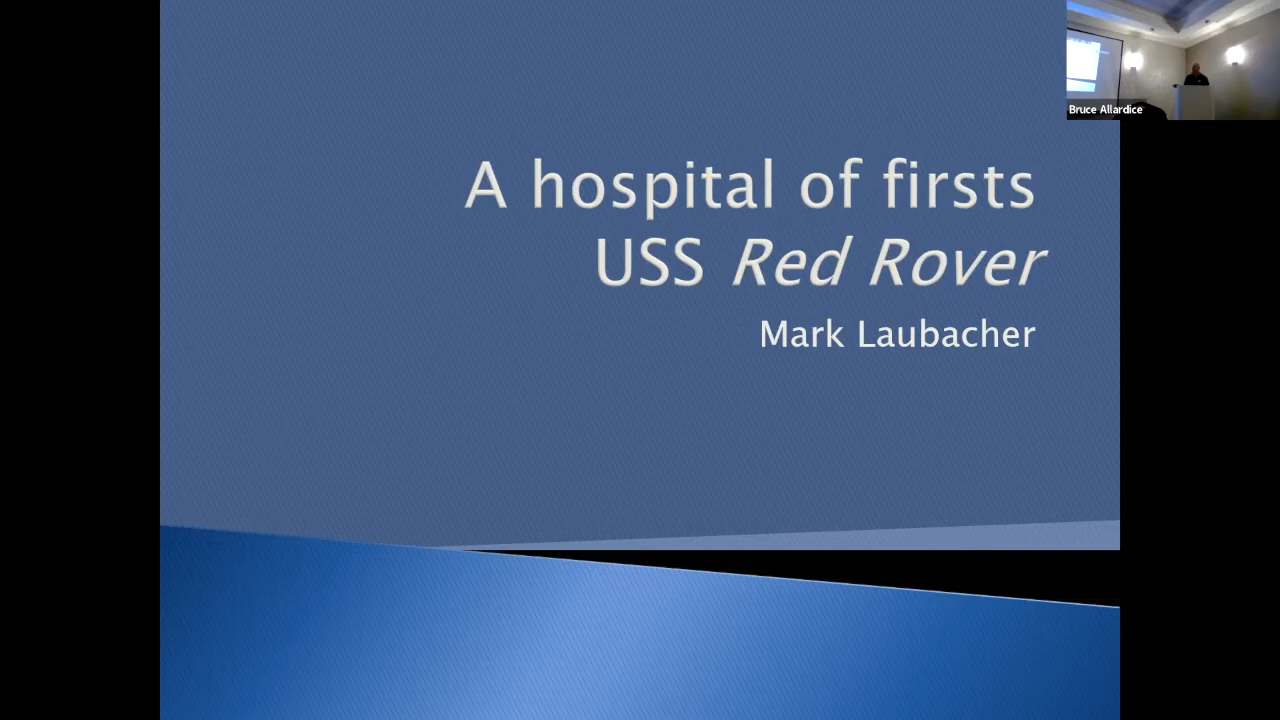 A hospital of firsts
USS Red Rover
Mark Laubacher
Bruce Allardice